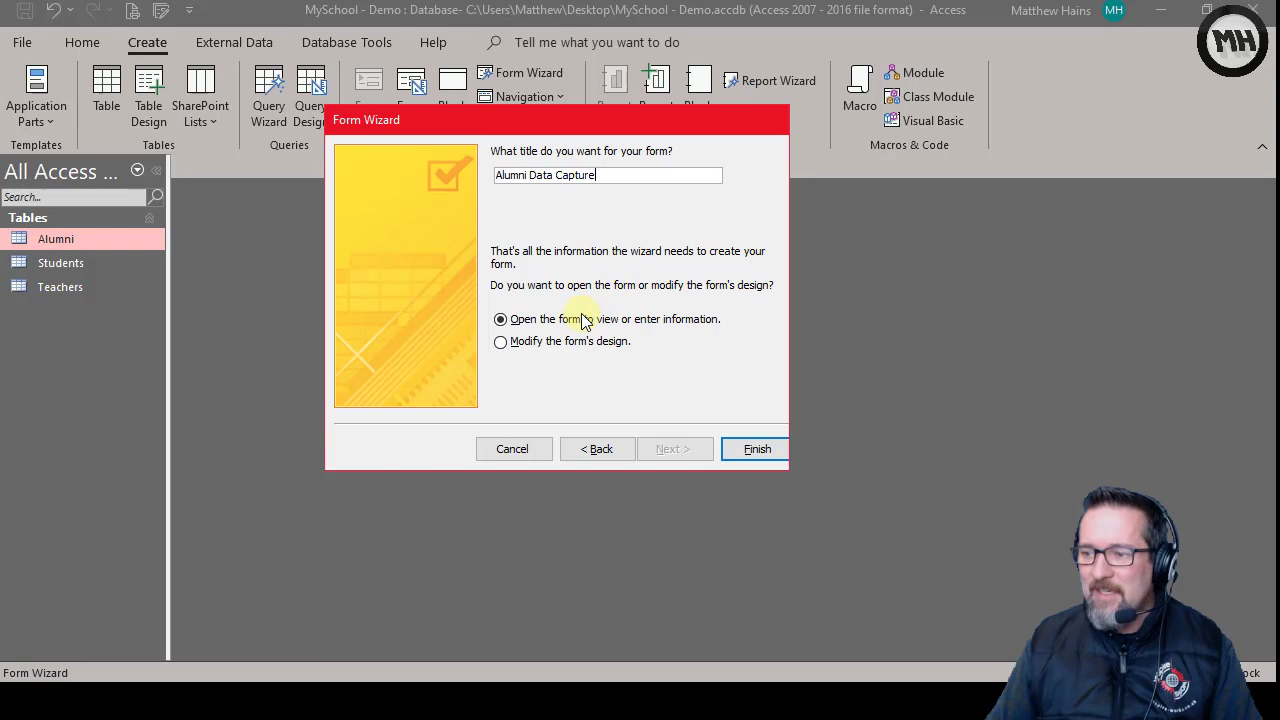 MySchool - Demo : Database- C:\Users\Matthew\Desktop\MySchool - Demo.accdb (Access 2007 - 2016 file format) - Access
Matthew Hains
MH
MH
File
Home
Create
External Data
Database Tools
Help
Tell me what you want to do
Application Parts
Templates
Table
Table Design
SharePoint Lists
Tables
Query Wizard
Query
Queries
Form Wizard
Navigation
Report Wizard
Macro
Module
Class Module
Visual Basic
Macros & Code
All Access ...
Search...
Tables
Alumni
Students
Teachers
Form Wizard
What title do you want for your form?
Alumni Data Capture
That's all the information the wizard needs to create your
form.
Do you want to open the form or modify the form's design?
Open the form to view or enter information.
Modify the form's design.
Cancel
< Back
Next >
Finish
Form Wizard